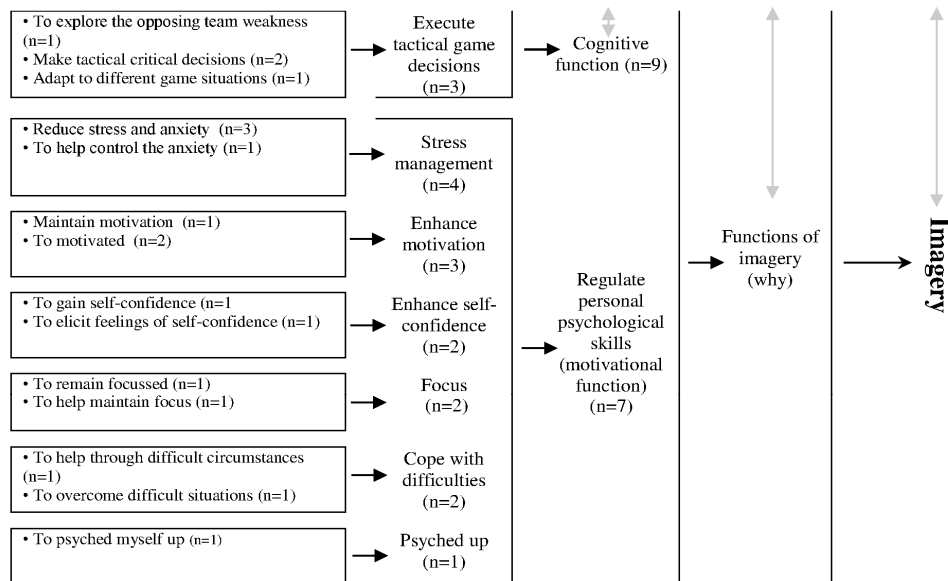 • To explore the opposing team weakness
(n=1)
• Make tactical critical decisions (n=2)
• Adapt to different game situations (n=1)
Execute
tactical game
decisions
(n=3)
Cognitive
function (n=9)
• Reduce stress and anxiety (n=3)
• To help control the anxiety (n=1)
Stress
management
(n=4)
• Maintain motivation (n=1)
• To motivated (n=2)
Enhance
motivation
(n=3)
• To gain self-confidence (n=1
• To elicit feelings of self-confidence (n=1)
Enhance self-
confidence
(n=2)
• To remain focussed (n=1)
• To help maintain focus (n=1)
Focus
(n=2)
• To help through difficult circumstances
(n=1)
• To overcome difficult situations (n=1)
Cope with
difficulties
(n=2)
• To psyched myself up (n=1)
Psyched up
(n=1)
Regulate
personal
psychological
skills
(motivational
function)
(n=7)
Functions of
imagery
(why)
Imagery